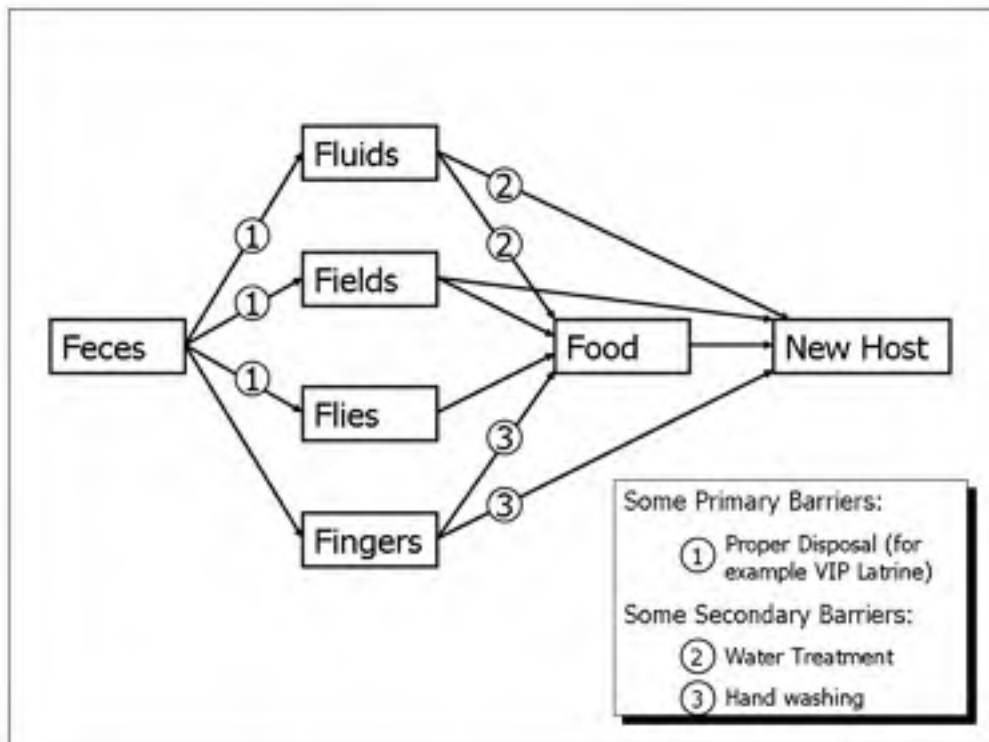 Fluids
2
1
2
Fields
1
Feces
Food
New Host
1
Flies
3
3
Fingers
Some Primary Barriers:
1 Proper Disposal (for
example VIP Latrine)
Some Secondary Barriers:
2 Water Treatment
3 Hand washing